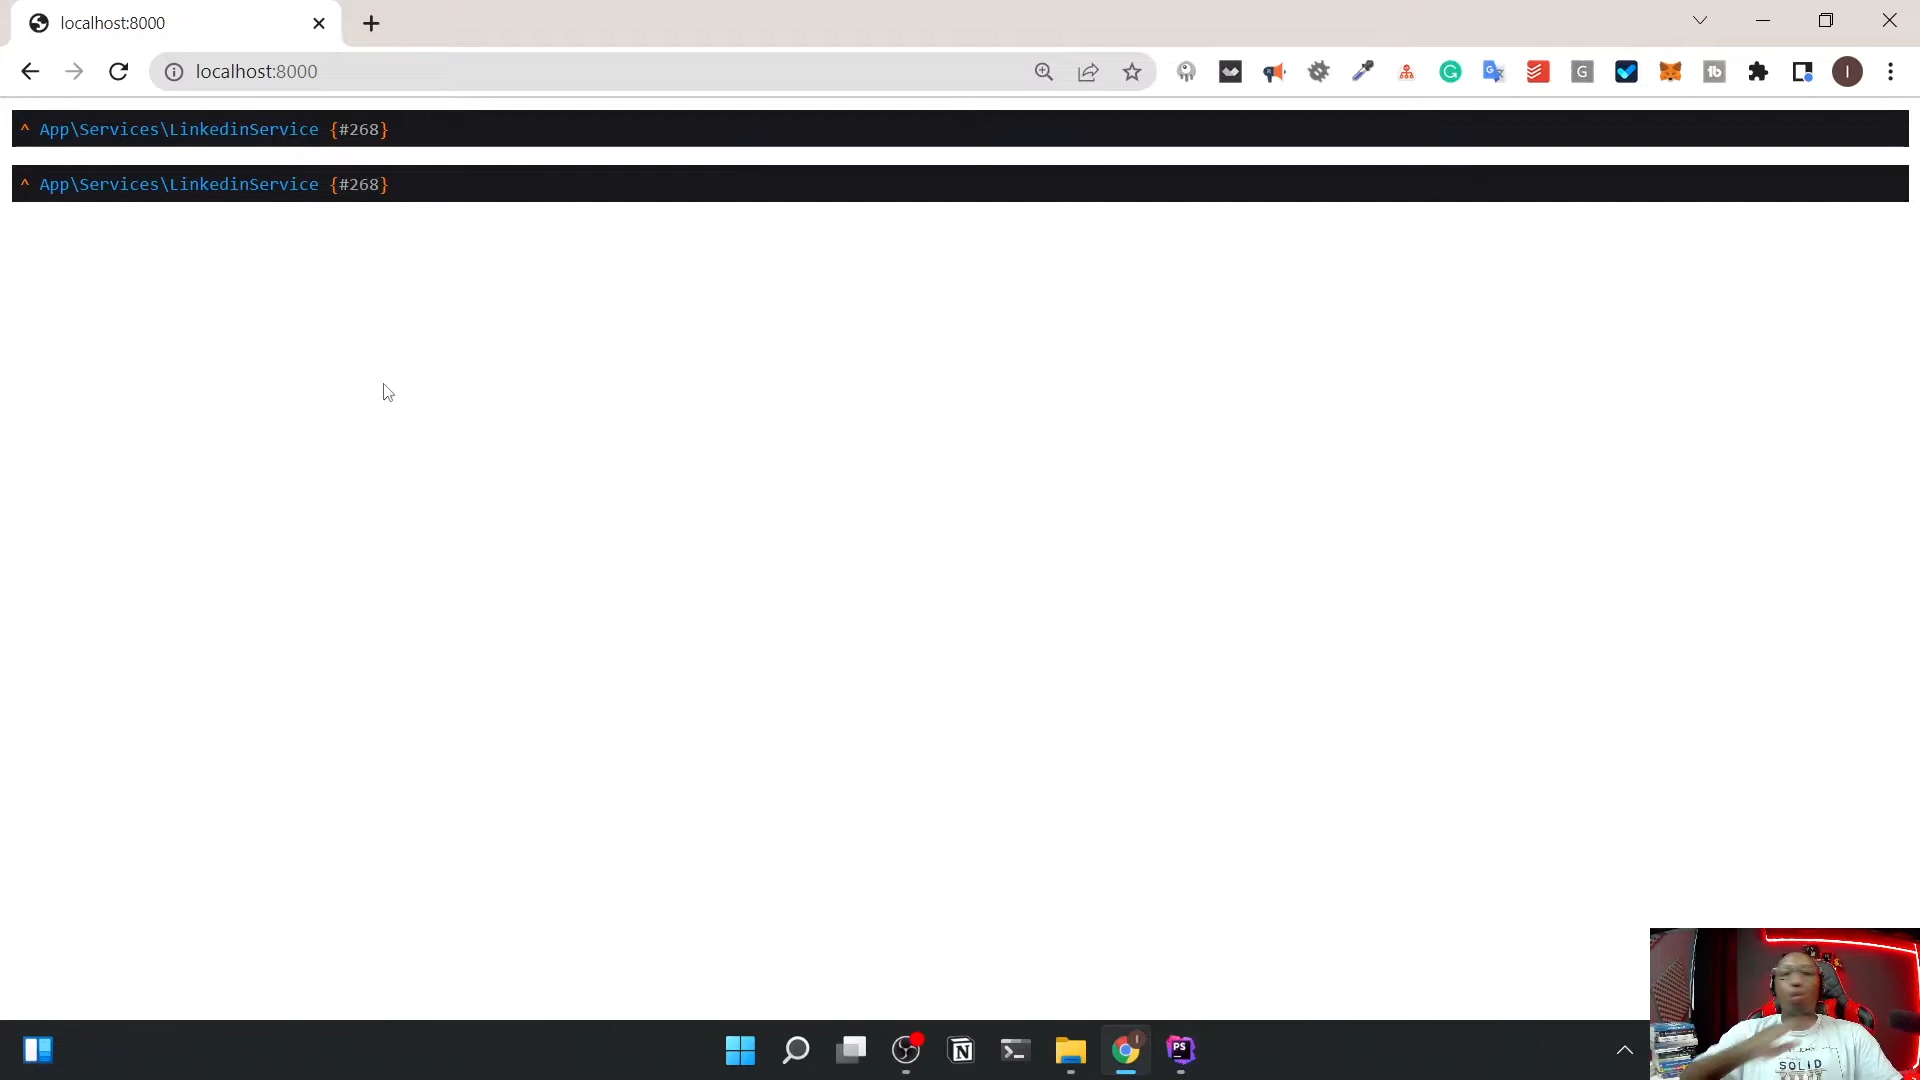 localhost:8000
localhost:8000
^ App\Services\LinkedinService {#268}
^ App\Services\LinkedinService {#268}
SOLID